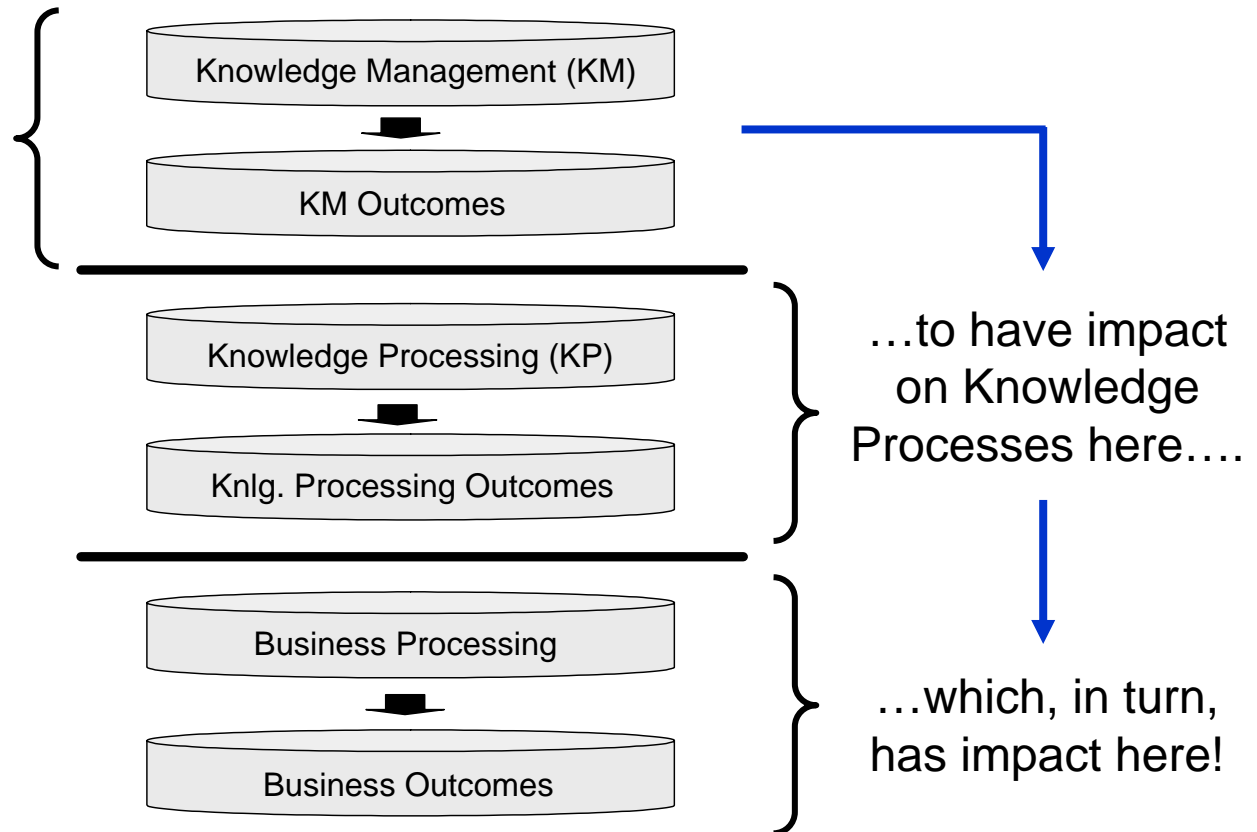 Knowledge Management (KM)
KM Outcomes
Knowledge Processing (KP)
Knlg. Processing Outcomes
…to have impact
on Knowledge
Processes here….
Business Processing
Business Outcomes
…which, in turn,
has impact here!